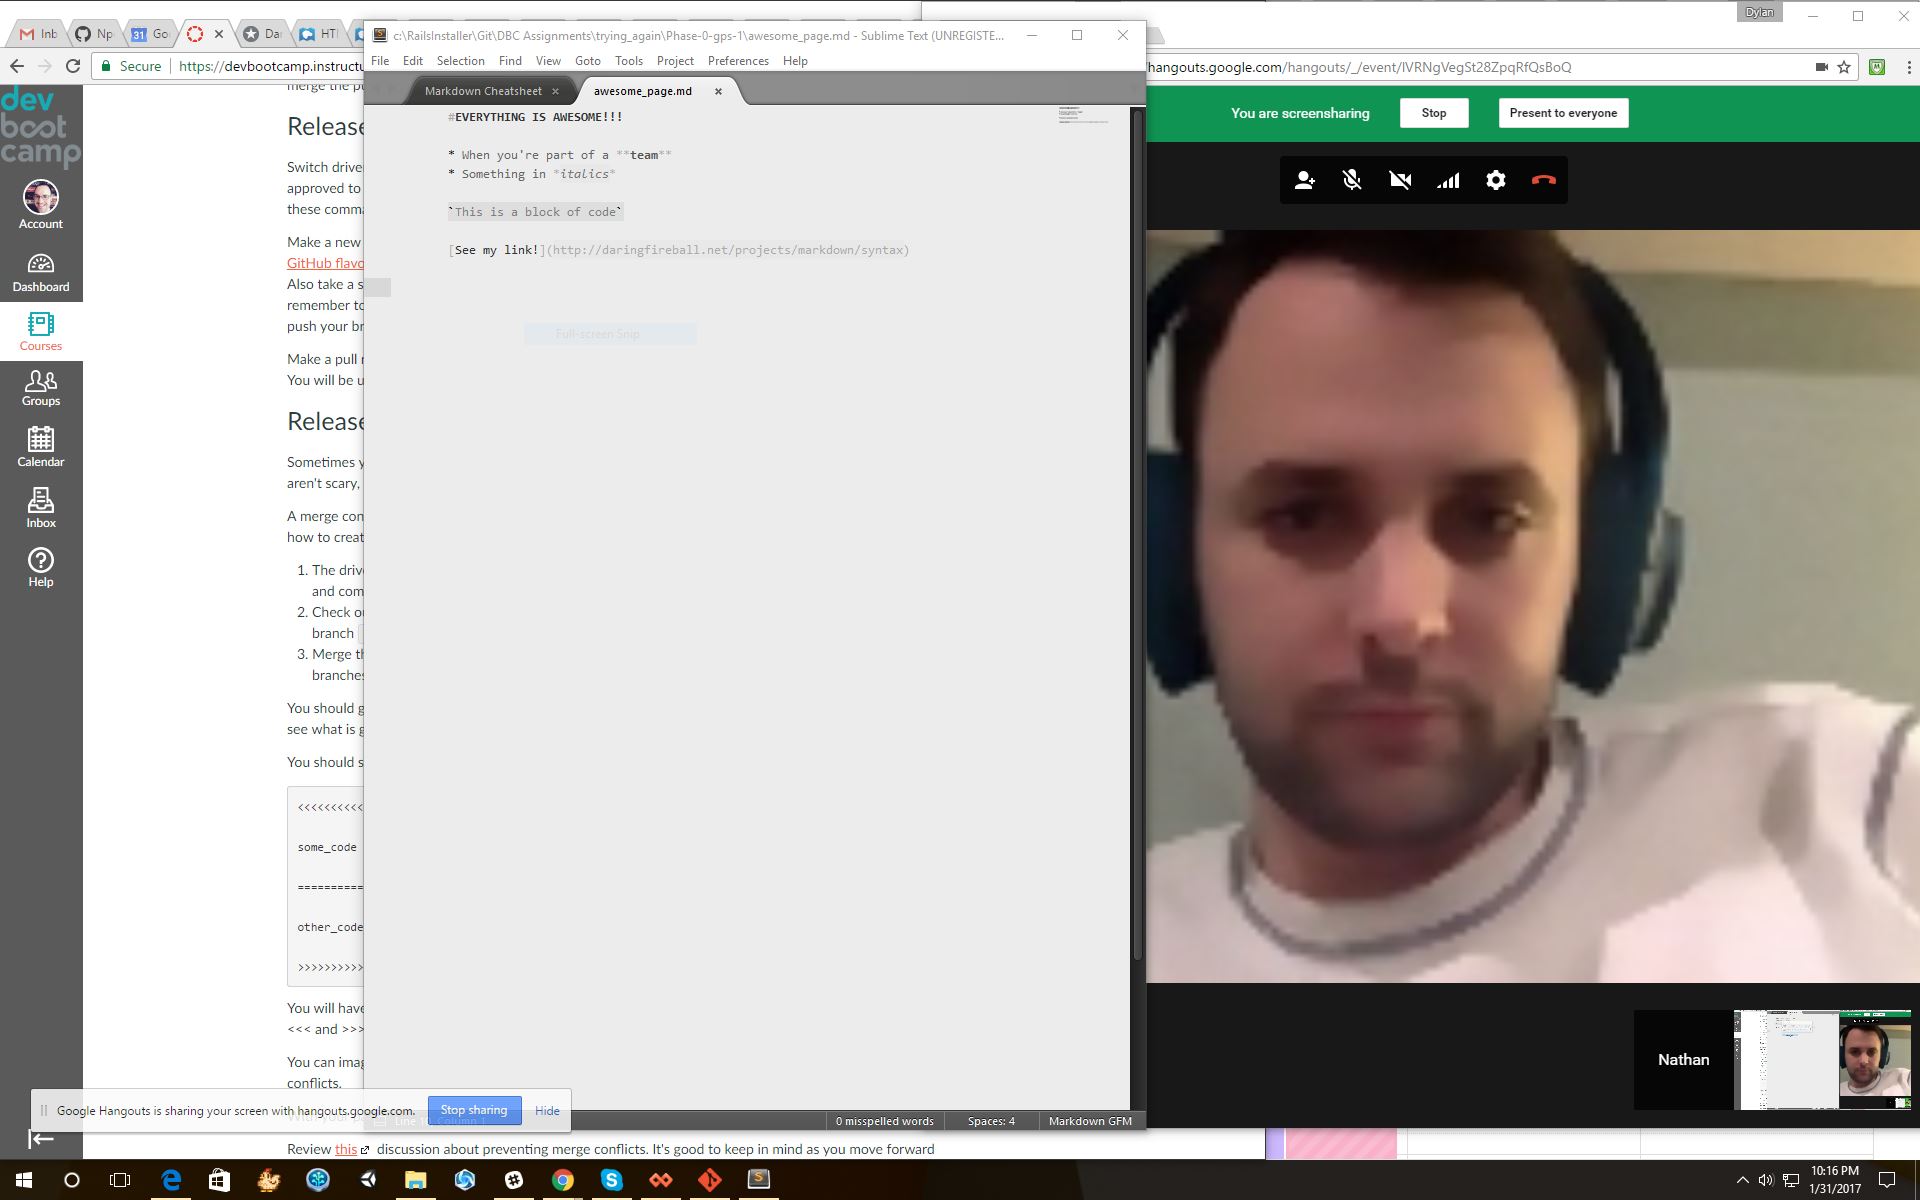 Dylan
Inb
Np
31
Go
Da
HT
c:\RailsInstaller\Git\DBC Assignments\trying_again\Phase-0-gps-1\awesome_page.md - Sublime Text (UNREGISTE...
Secure
https://devbootcamp.instructu
/hangouts.google.com/hangouts/_/event/IVRNgVegSt28ZpqRfQsBoQ
File Edit Selection Find View Goto Tools Project Preferences Help
Markdown Cheatsheet
awesome_page.md
#EVERYTHING IS AWESOME!!!
* When you're part of a **team**
* Something in *italics*
`This is a block of code`
[See my link!](http://daringfireball.net/projects/markdown/syntax)
Full-screen Snip
0 misspelled words
Spaces: 4
Markdown GFM
dev
boot
camp
Account
Dashboard
Courses
Groups
Calendar
Inbox
Help
merge the pu
Release
Switch drive
approved to
these comma
Make a new
GitHub flavo
Also take a s
remember to
push your br
Make a pull r
You will be u
Release
Sometimes y
aren't scary,
A merge con
how to creat
1. The drive
and com
2. Check ou
branch
3. Merge th
branches
You should g
see what is g
You should s
<<<<<<<<<<
some_code
==========
other_code
>>>>>>>>>>
You will have
<<< and >>>
You can imag
conflicts.
Google Hangouts is sharing your screen with hangouts.google.com.
Stop sharing
Hide
Review this discussion about preventing merge conflicts. It's good to keep in mind as you move forward
You are screensharing
Stop
Present to everyone
Nathan
10:16 PM
1/31/2017